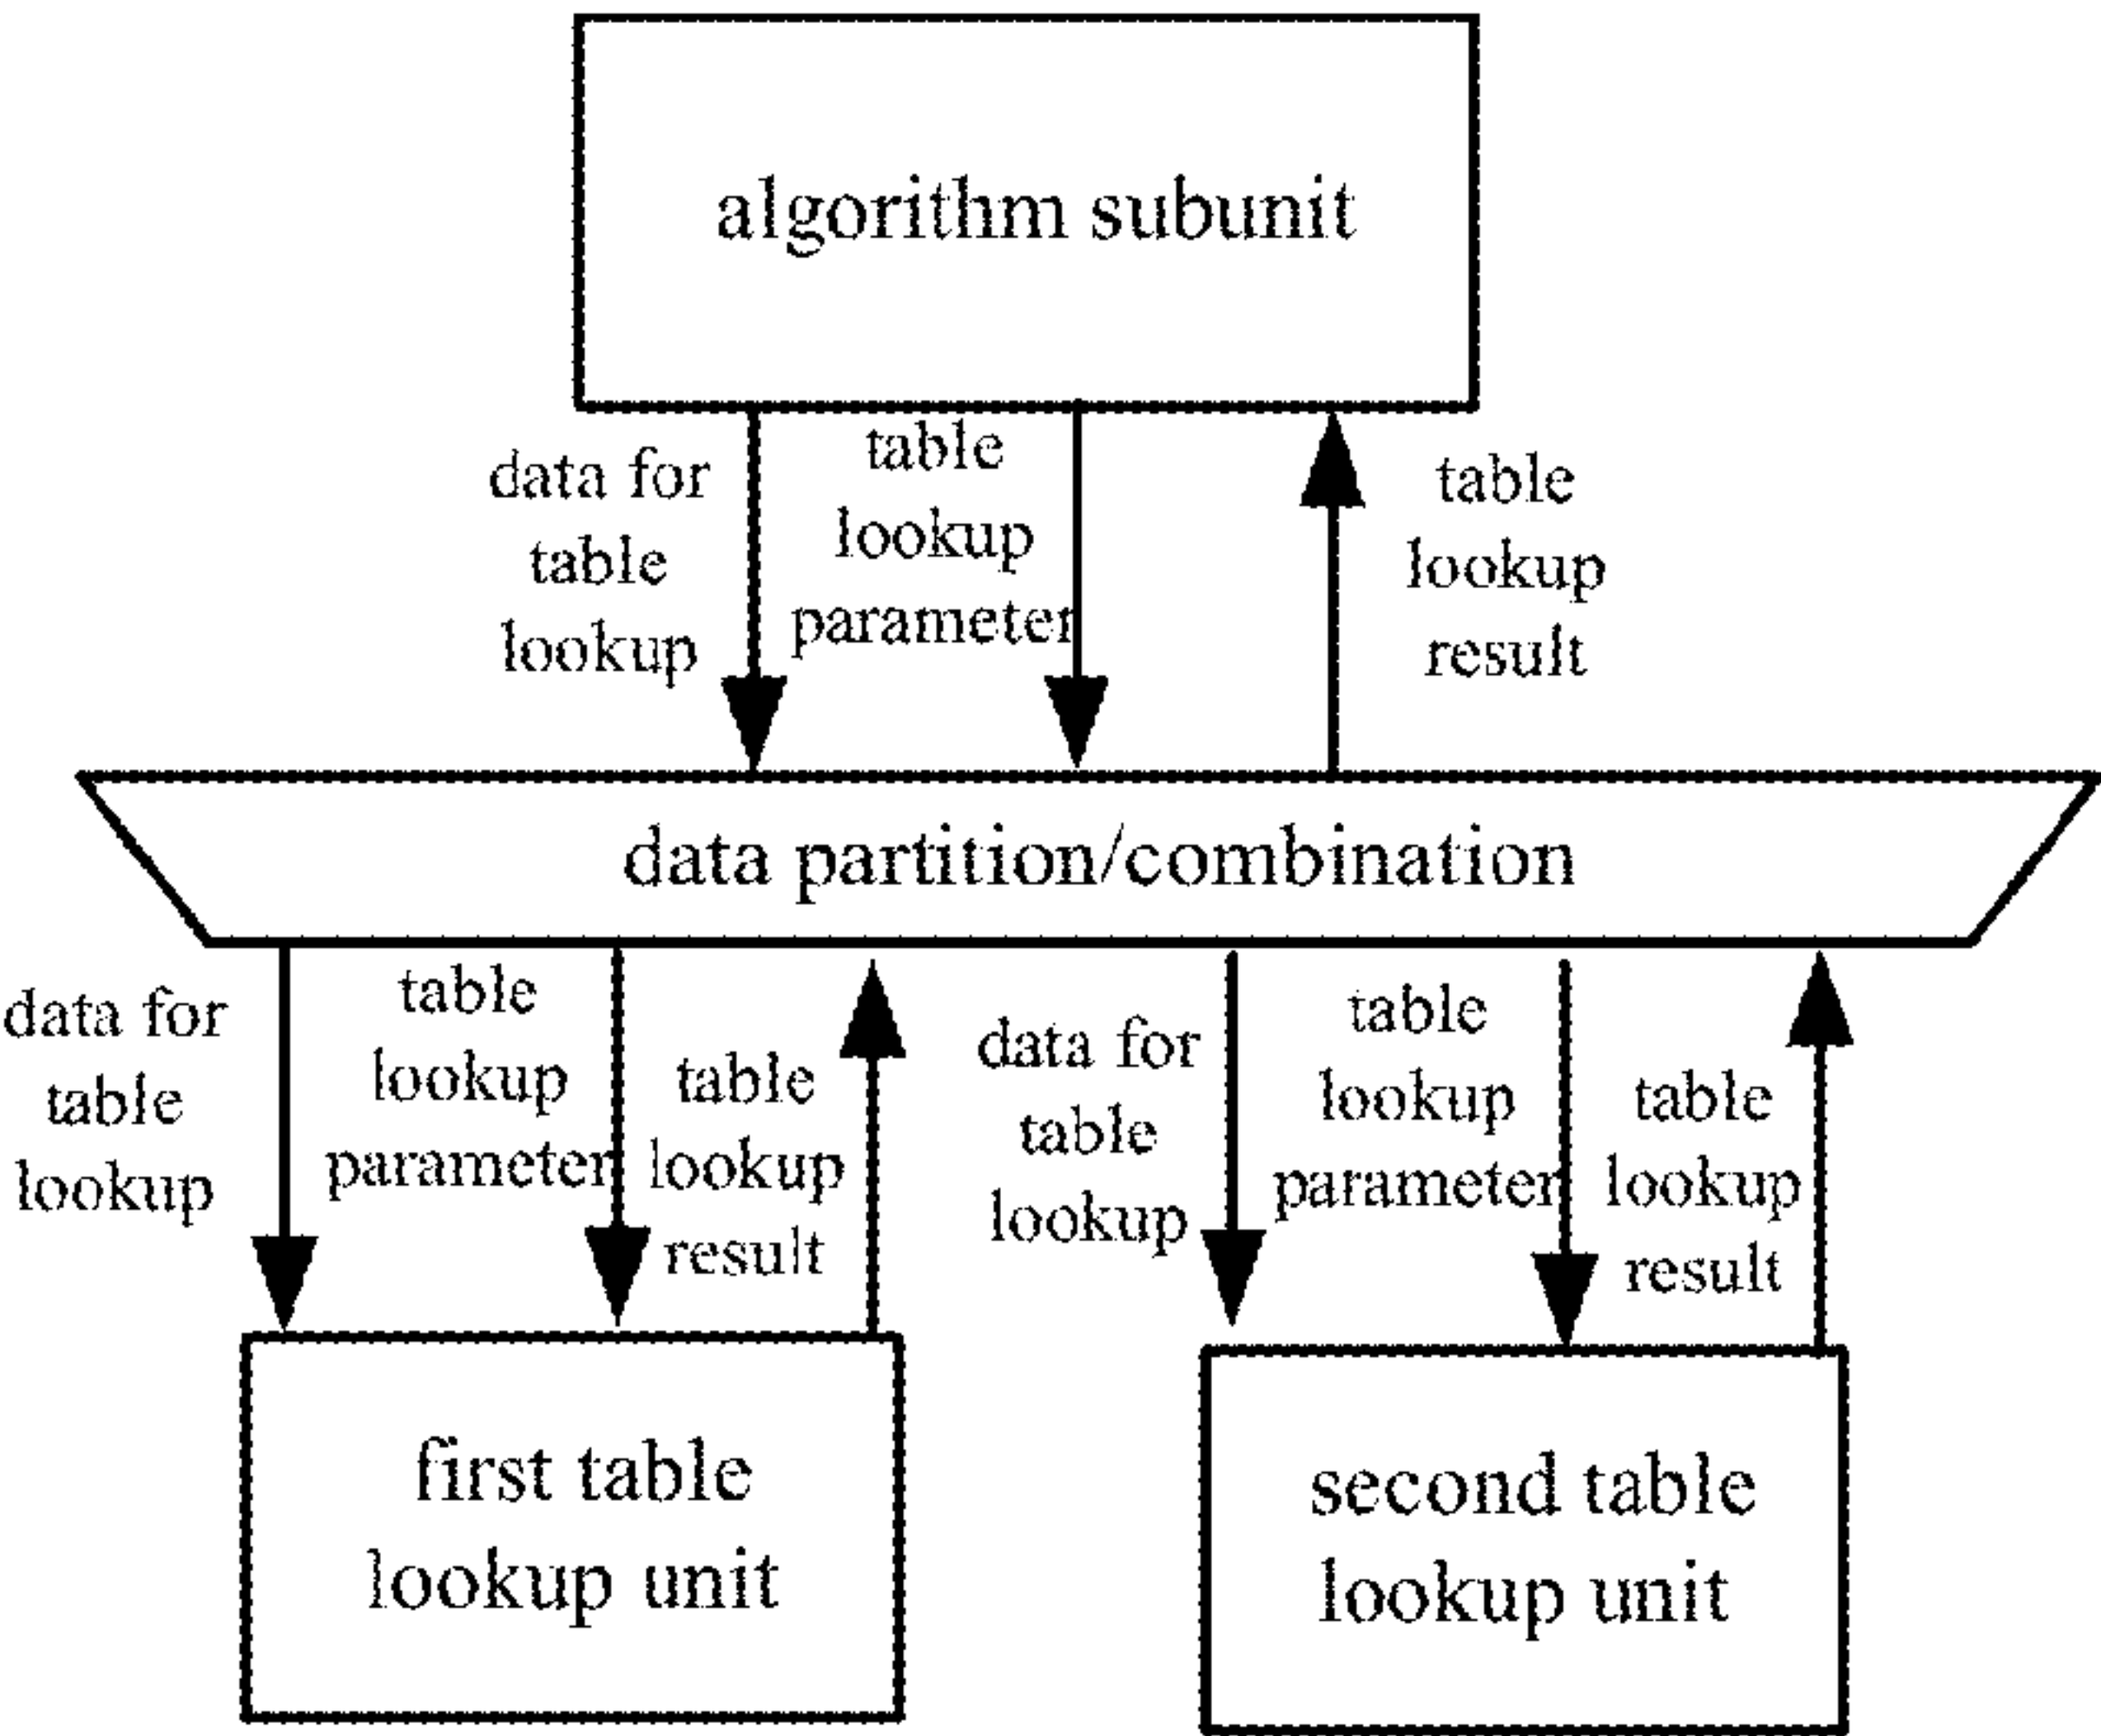 algorithm subunit
data for
table
lookup
table
lookup
parameter
table
lookup
result
data partition/combination
data for
table
lookup
table
lookup
parameter
table
lookup
result
data for
table
lookup
table
lookup
parameter
table
lookup
result
first table
lookup unit
second table
lookup unit